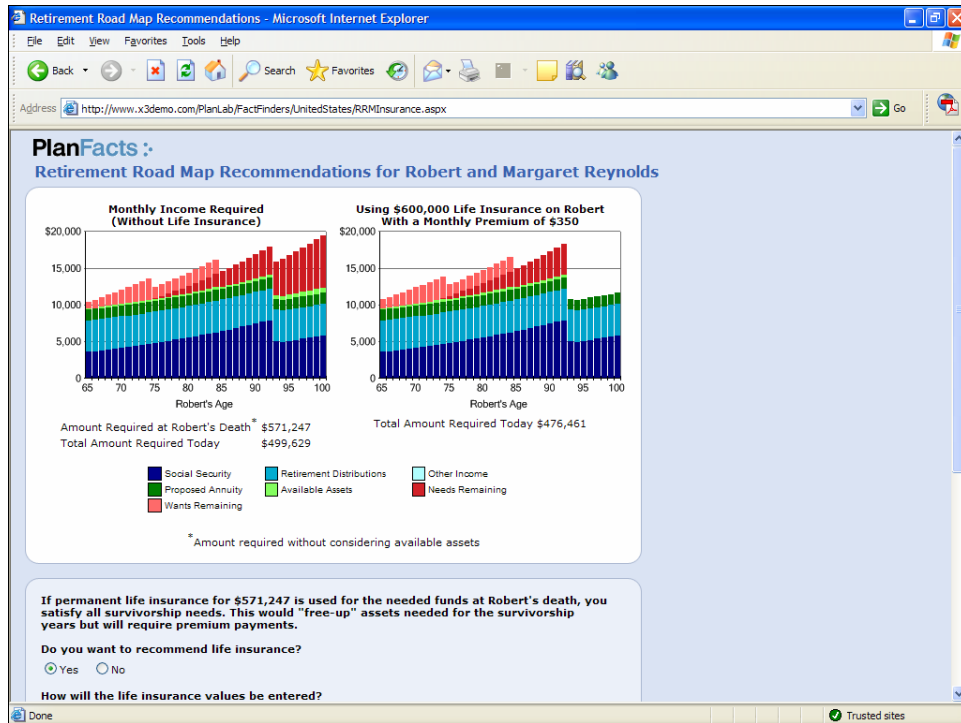 Retirement Road Map Recommendations - Microsoft Internet Explorer
File Edit View Favorites Tools Help
Back Search Favorites
Address http://www.x3demo.com/PlanLab/FactFinders/UnitedStates/RRMInsurance.aspx Go
PlanFacts
Retirement Road Map Recommendations for Robert and Margaret Reynolds
Monthly Income Required
(Without Life Insurance)
$20,000
15,000
10,000
5,000
0
65 70 75 80 85 90 95 100
Robert's Age
Amount Required at Robert's Death* $571,247
Total Amount Required Today $499,629
Using $600,000 Life Insurance on Robert
With a Monthly Premium of $350
$20,000
15,000
10,000
5,000
0
65 70 75 80 85 90 95 100
Robert's Age
Total Amount Required Today $476,461
Social Security Retirement Distributions Other Income
Proposed Annuity Available Assets Needs Remaining
Wants Remaining
*Amount required without considering available assets
If permanent life insurance for $571,247 is used for the needed funds at Robert's death, you
satisfy all survivorship needs. This would "free-up" assets needed for the survivorship
years but will require premium payments.
Do you want to recommend life insurance?
Yes No
How will the life insurance values be entered?
Done Trusted sites